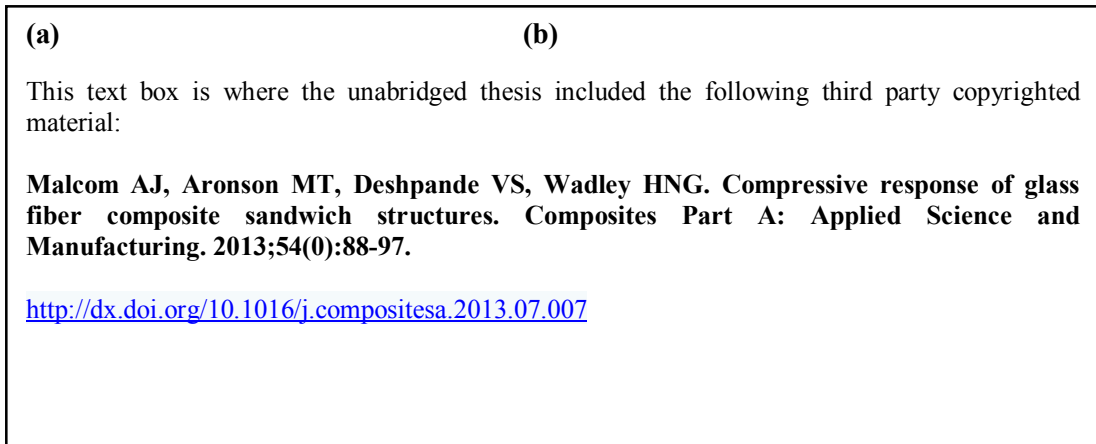 (a) (b)
This text box is where the unabridged thesis included the following third party copyrighted
material:
Malcom AJ, Aronson MT, Deshpande VS, Wadley HNG. Compressive response of glass
fiber composite sandwich structures. Composites Part A: Applied Science and
Manufacturing. 2013;54(0):88-97.
http://dx.doi.org/10.1016/j.compositesa.2013.07.007